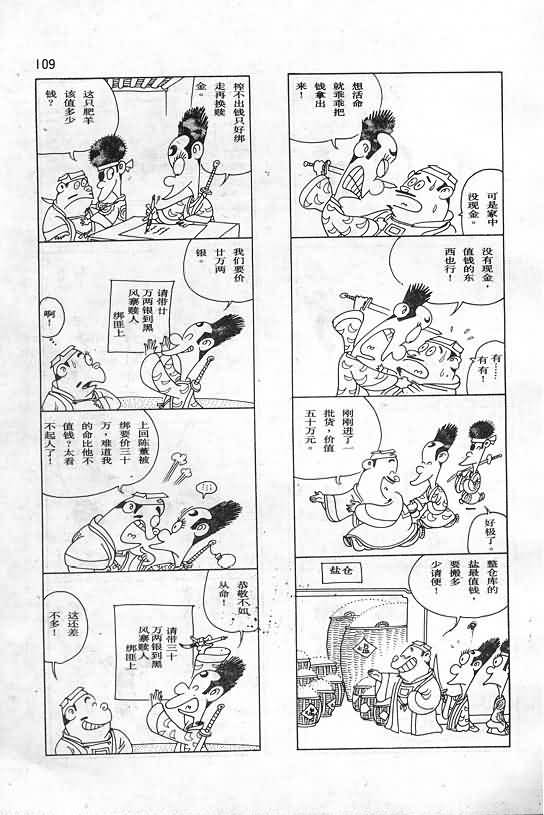 109
想活命
就乖乖把
钱拿出
来！
可是家中
没现金。
没有现金，
值钱的东
西也行！
有……
有！
刚刚进了一
批货，价值
五十万元。
好极了。
盐仓
整仓库的
盐最值钱，
要搬多
少请便！
榨不出钱只好绑
走再换赎
金。
这只肥羊
该值多少
钱？
我们要价
廿万两
银。
请带廿
万两银到黑
风寨赎人
绑匪上
啊！
上回陈董被
绑要价三十
万，难道我
的命比他不
值钱？太看
不起人了！
恭敬不如
从命！
请带三十
万两银到黑
风寨赎人
绑匪上
这还差
不多！